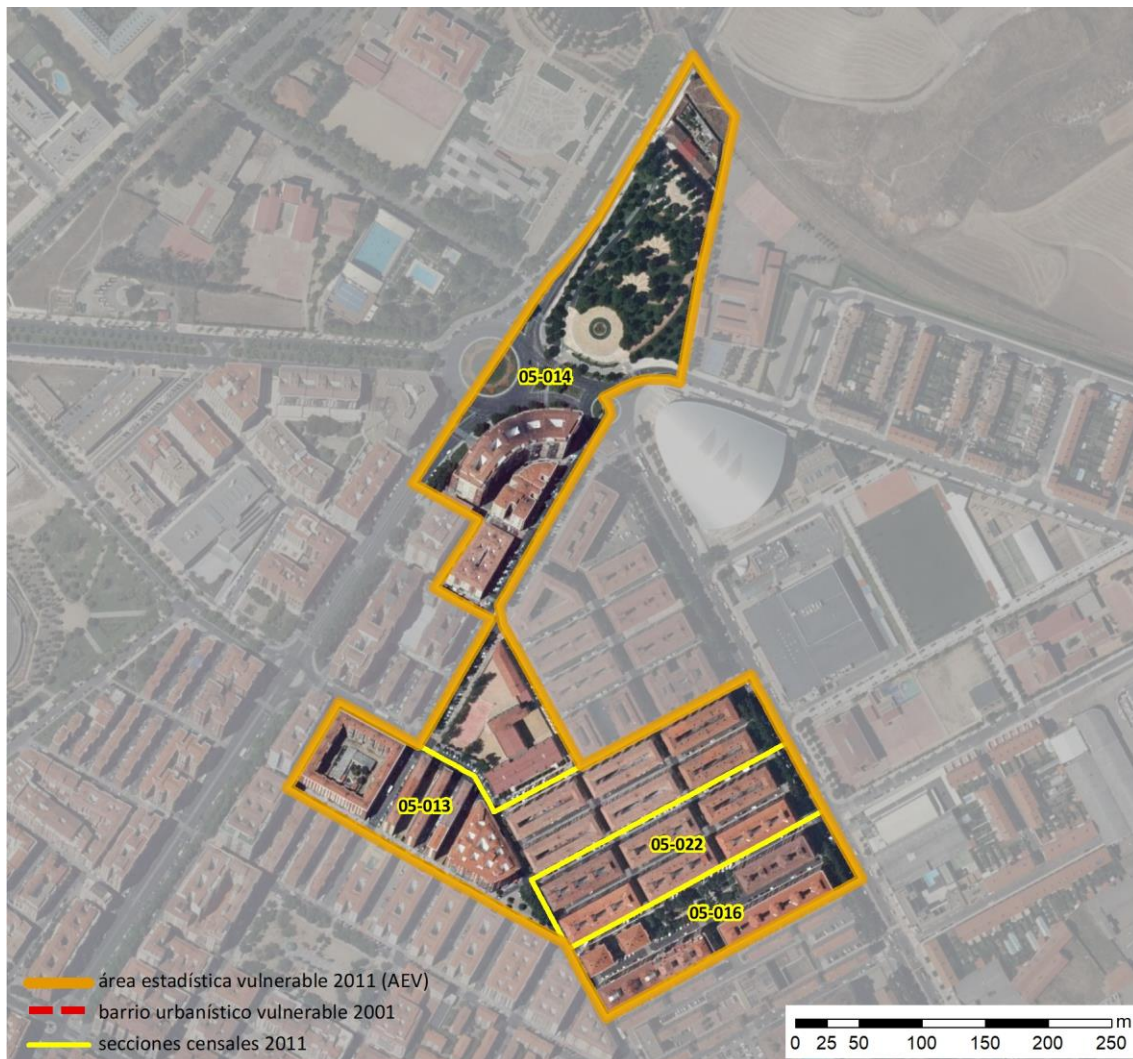 05-014
05-013
05-022
05-016
área estadística vulnerable 2011 (AEV)
barrio urbanístico vulnerable 2001
secciones censales 2011
m
0 25 50 100 150 200 250